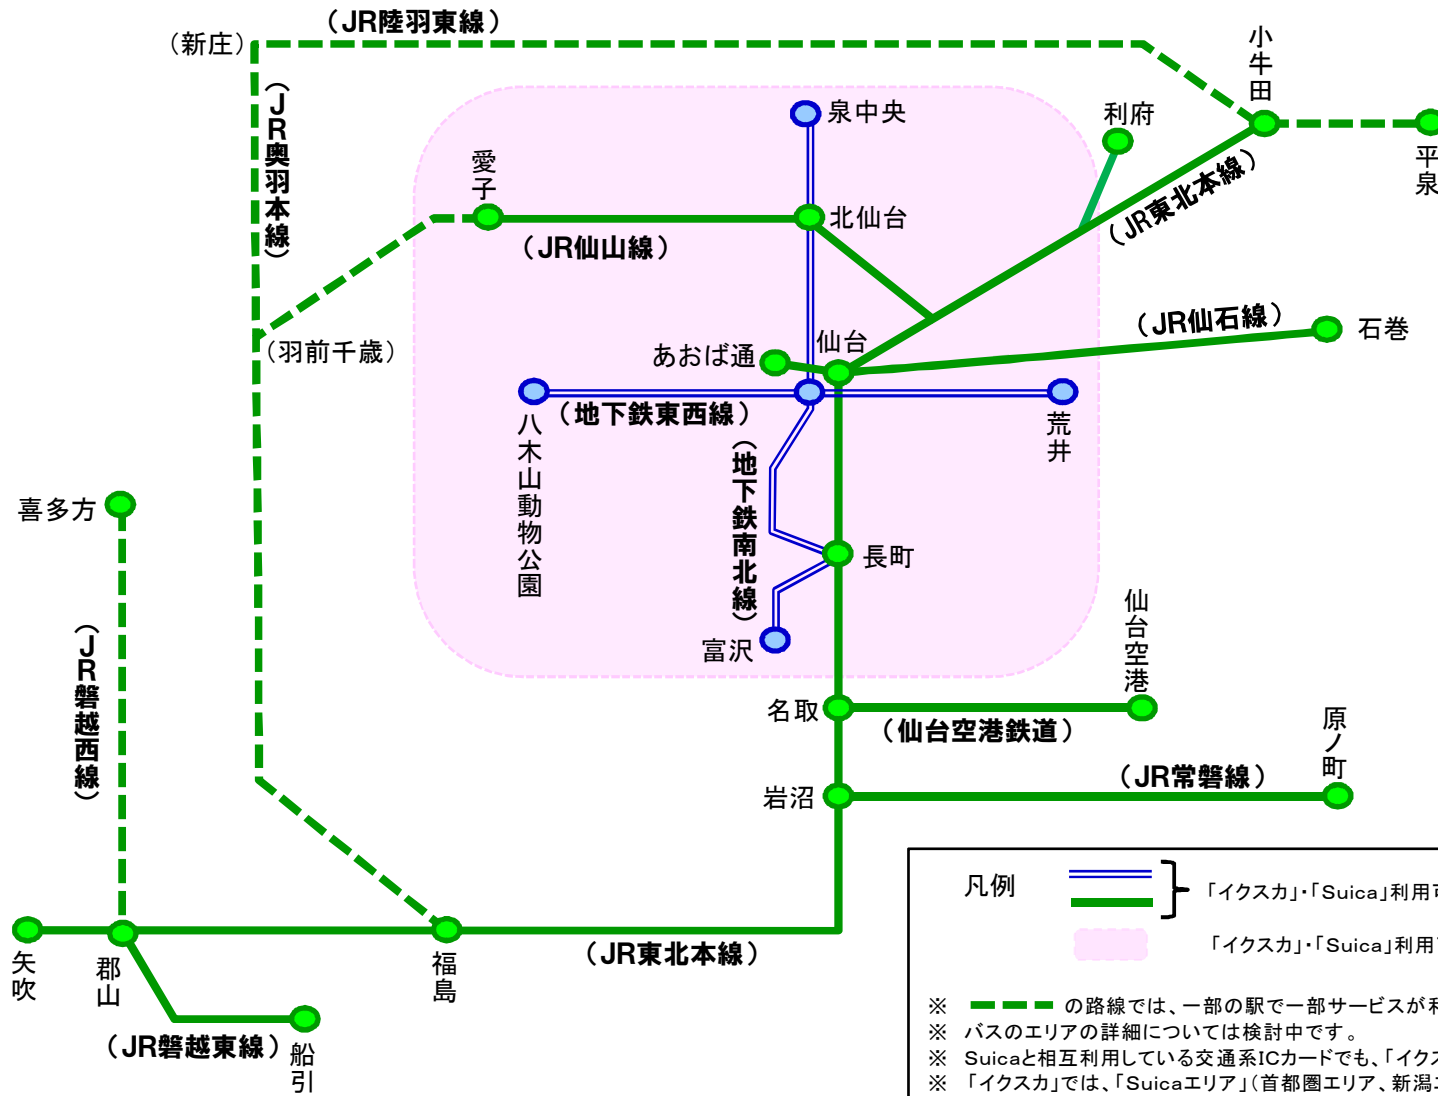 （JR陸羽東線）
（新庄）
小牛田
泉中央
利府
（JR奥羽本線）
愛子
平泉
北仙台
（JR東北本線）
（JR仙山線）
（JR仙石線）
石巻
仙台
（羽前千歳）
あおば通
（地下鉄東西線）
八木山動物公園
荒井
（地下鉄南北線）
喜多方
長町
仙台空港
（JR磐越西線）
富沢
名取
（仙台空港鉄道）
原ノ町
（JR常磐線）
岩沼
凡例
「イクスカ」・「Suica」利用可
「イクスカ」・「Suica」利用
矢吹
郡山
福島
（JR東北本線）
（JR磐越東線）
船引
※　の路線では、一部の駅で一部サービスが利
※　バスのエリアの詳細については検討中です。
※　Suicaと相互利用している交通系ICカードでも、「イクス
※　「イクスカ」では、「Suicaエリア」（首都圏エリア、新潟